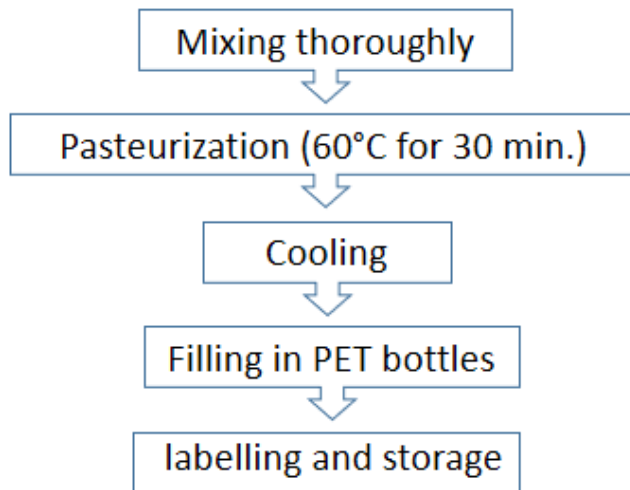 Mixing thoroughly
Pasteurization (60°C for 30 min.)
Cooling
Filling in PET bottles
labelling and storage